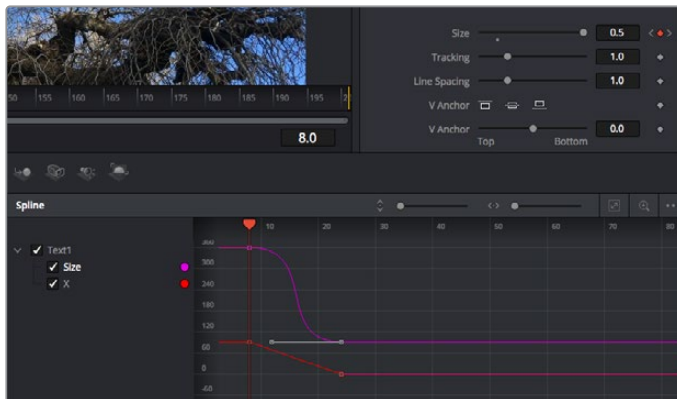 Size 0.5
Tracking 1.0
Line Spacing 1.0
V Anchor
V Anchor 0.0
Top Bottom
155 160 165 170 175 180 185 190 195
8.0
Spline
10 20 30 40 50 60 70 80
Text1
Size
X
300
240
180
120
60
0
-60